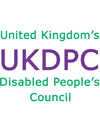 United Kingdom's
UKDPC
Disabled People's
Council